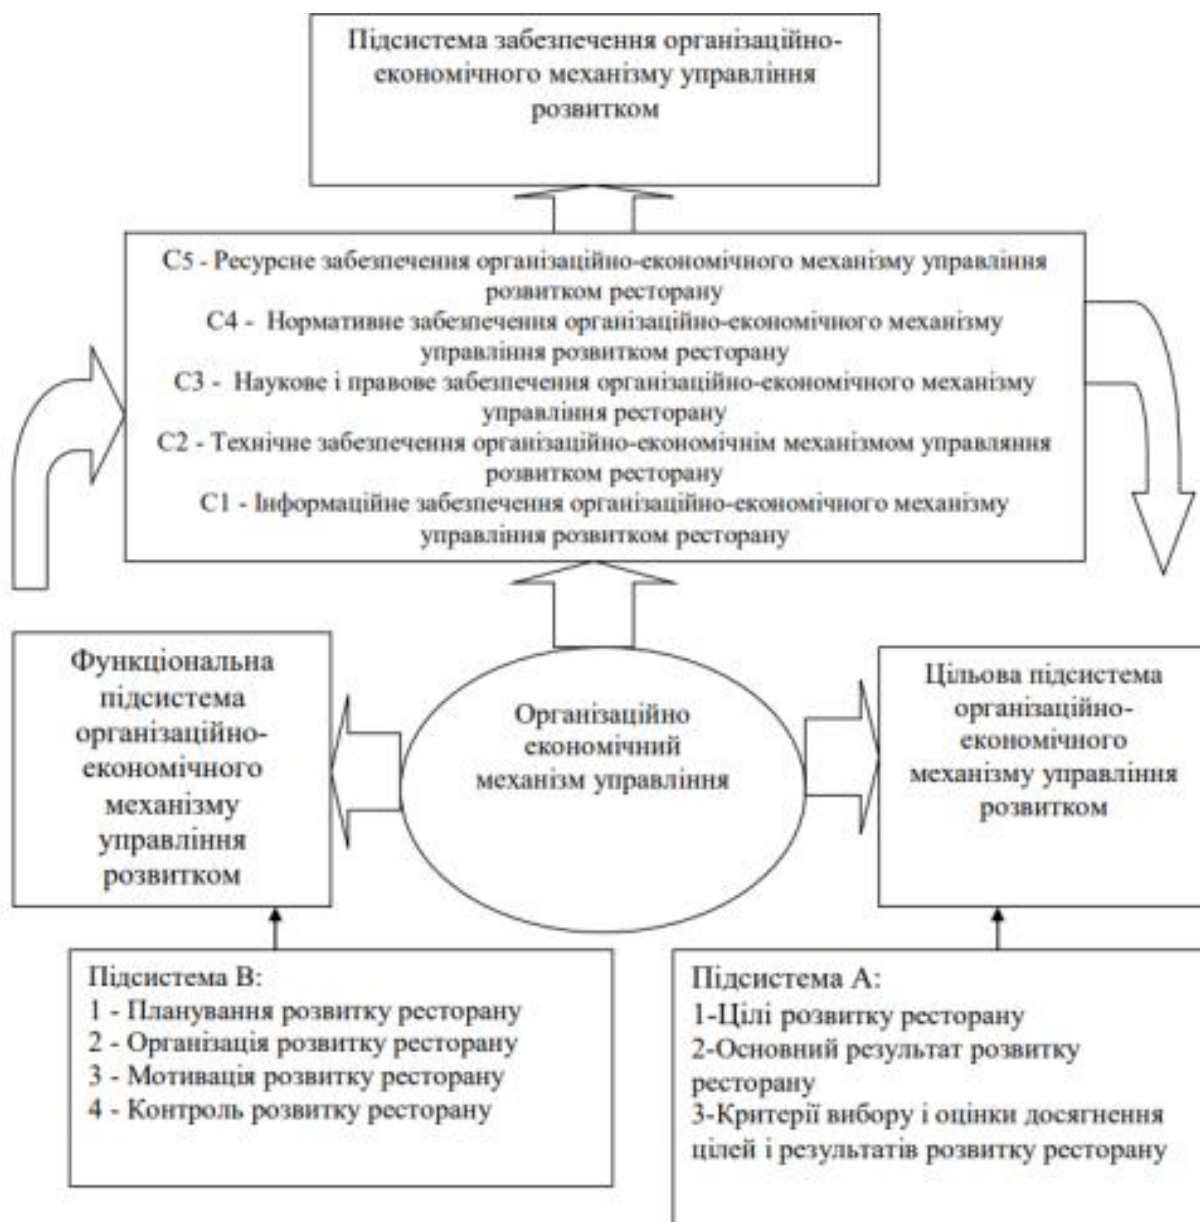 Підсистема забезпечення організаційно-
економічного механізму управління
розвитком
С5 - Ресурсне забезпечення організаційно-економічного механізму управління
розвитком ресторану
С4 - Нормативне забезпечення організаційно-економічного механізму
управління розвитком ресторану
С3 - Наукове і правове забезпечення організаційно-економічного механізму
управління ресторану
С2 - Технічне забезпечення організаційно-економічнім механізмом управляння
розвитком ресторану
С1 - Інформаційне забезпечення організаційно-економічного механізму
управління розвитком ресторану
Функціональна
підсистема
організаційно-
економічного
механізму
управління
розвитком
Організаційно
економічний
механізм управління
Цільова підсистема
організаційно-
економічного
механізму управління
розвитком
Підсистема В:
1 - Планування розвитку ресторану
2 - Організація розвитку ресторану
3 - Мотивація розвитку ресторану
4 - Контроль розвитку ресторану
Підсистема А:
1-Цілі розвитку ресторану
2-Основний результат розвитку
ресторану
3-Критерії вибору і оцінки досягнення
цілей і результатів розвитку ресторану